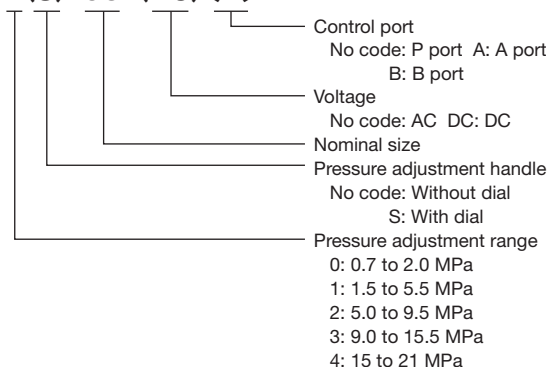 Control port
No code: P port A: A port
B: B port
Voltage
No code: AC DC: DC
Nominal size
Pressure adjustment handle
No code: Without dial
S: With dial
Pressure adjustment range
0: 0.7 to 2.0 MPa
1: 1.5 to 5.5 MPa
2: 5.0 to 9.5 MPa
3: 9.0 to 15.5 MPa
4: 15 to 21 MPa